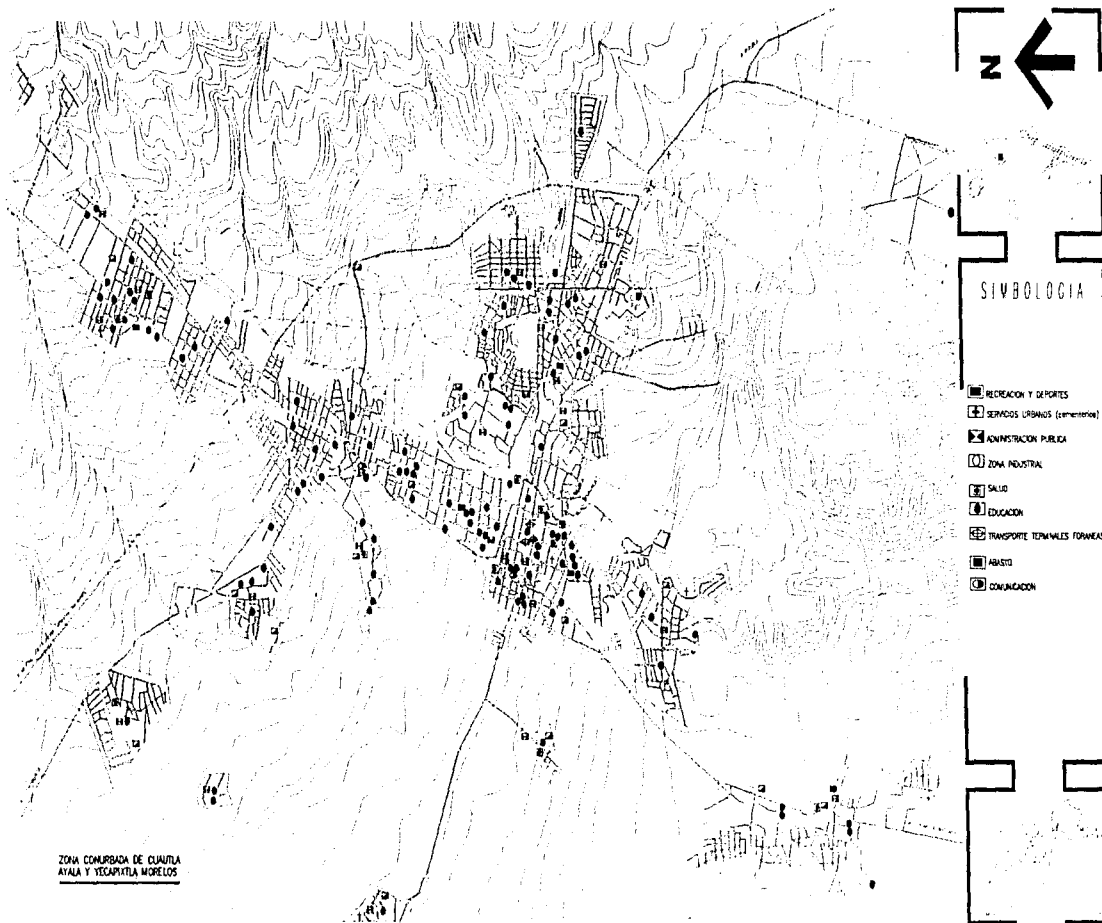 N
SIMBOLOGIA
RECREACION Y DEPORTES
SERVICIOS URBANOS (cementerios)
ADMINISTRACION PUBLICA
ZONA INDUSTRIAL
SALUD
EDUCACION
TRANSPORTE TERMINALES FORANEAS
ABASTO
COMUNICACION
ZONA CONURBADA DE CUAUTLA
AYALA Y YECAPIXTLA MORELOS